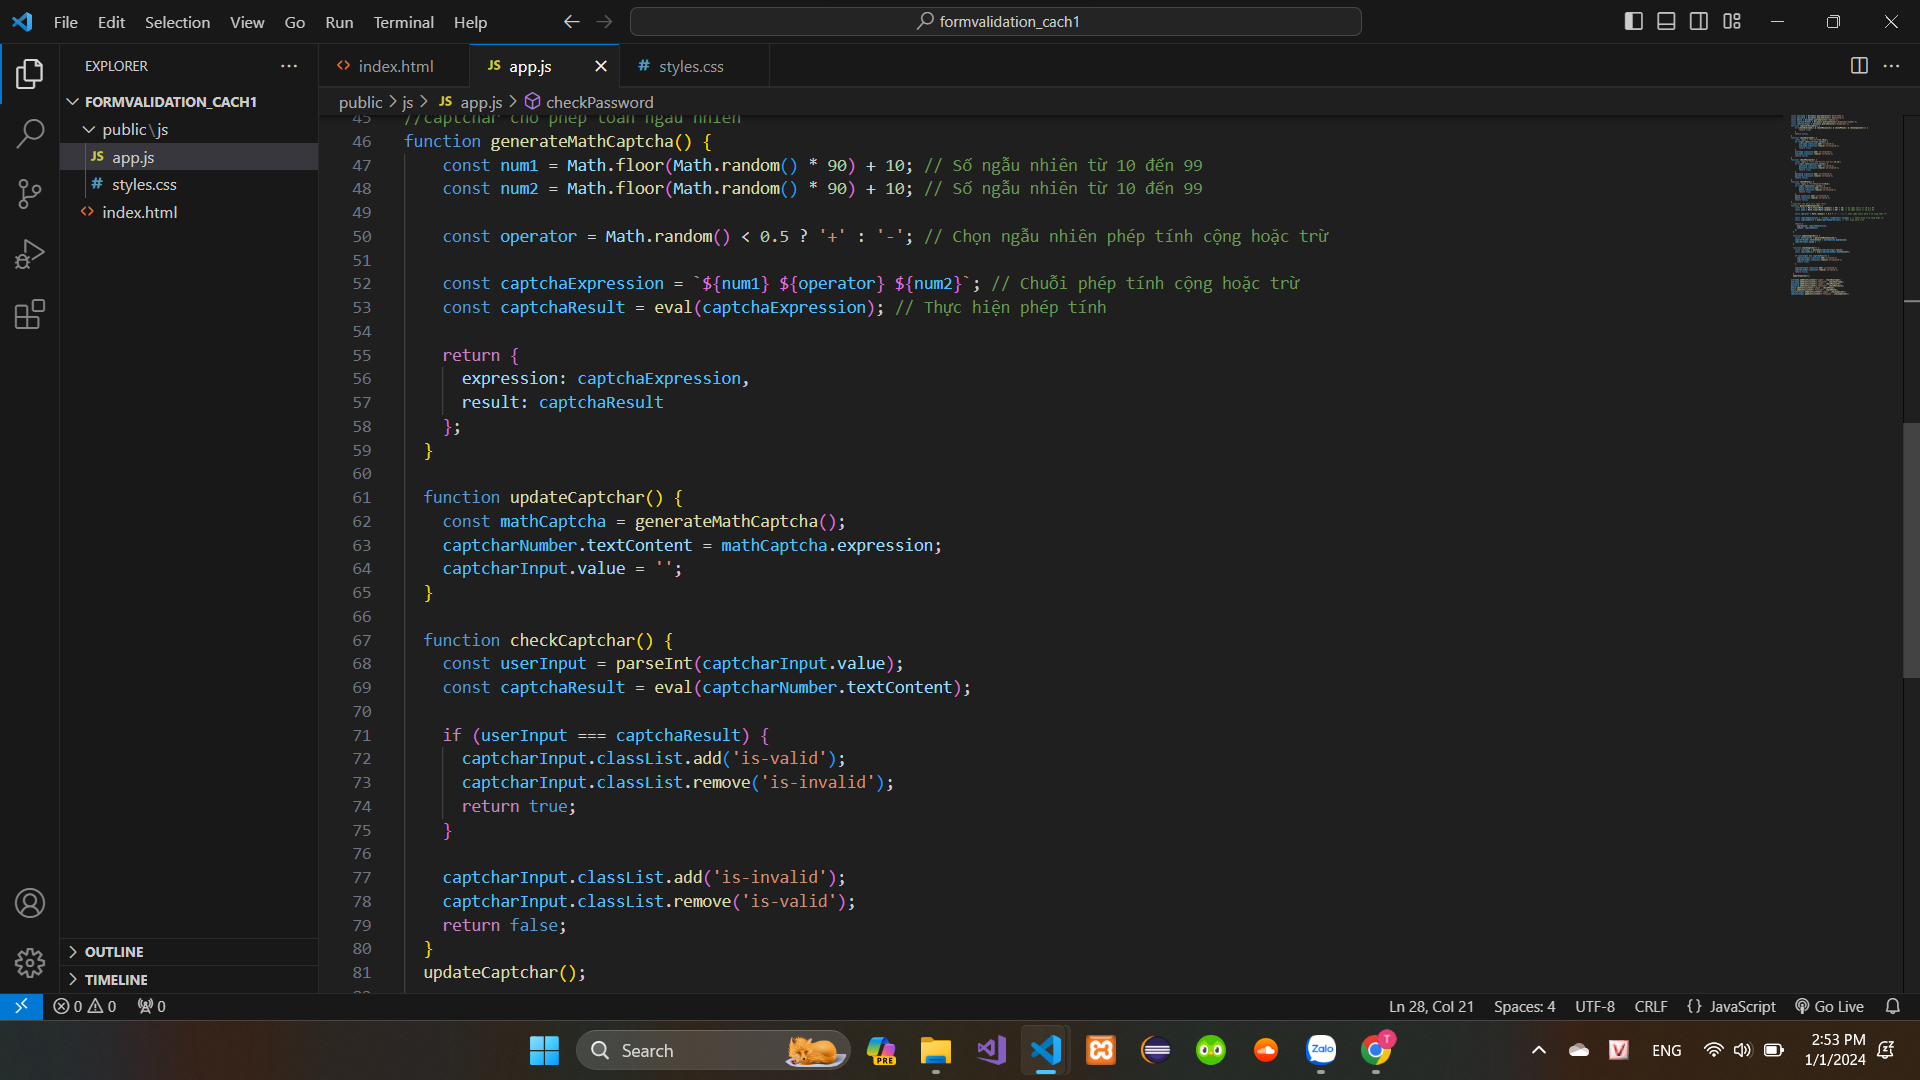 File Edit Selection View Go Run Terminal Help
formvalidation_cach1
EXPLORER
FORMVALIDATION_CACH1
public\js
JS app.js
# styles.css
<> index.html
OUTLINE
TIMELINE
<> index.html
JS app.js
# styles.css
public > js > JS app.js > checkPassword
45 //captchar cho phép toán ngẫu nhiên
46 function generateMathCaptcha() {
47 const num1 = Math.floor(Math.random() * 90) + 10; // Số ngẫu nhiên từ 10 đến 99
48 const num2 = Math.floor(Math.random() * 90) + 10; // Số ngẫu nhiên từ 10 đến 99
49
50 const operator = Math.random() < 0.5 ? '+' : '-'; // Chọn ngẫu nhiên phép tính cộng hoặc trừ
51
52 const captchaExpression = `${num1} ${operator} ${num2}`; // Chuỗi phép tính cộng hoặc trừ
53 const captchaResult = eval(captchaExpression); // Thực hiện phép tính
54
55 return {
56 expression: captchaExpression,
57 result: captchaResult
58 };
59 }
60
61 function updateCaptchar() {
62 const mathCaptcha = generateMathCaptcha();
63 captcharNumber.textContent = mathCaptcha.expression;
64 captcharInput.value = '';
65 }
66
67 function checkCaptchar() {
68 const userInput = parseInt(captcharInput.value);
69 const captchaResult = eval(captcharNumber.textContent);
70
71 if (userInput === captchaResult) {
72 captcharInput.classList.add('is-valid');
73 captcharInput.classList.remove('is-invalid');
74 return true;
75 }
76
77 captcharInput.classList.add('is-invalid');
78 captcharInput.classList.remove('is-valid');
79 return false;
80 }
81 updateCaptchar();
0 0 0
Ln 28, Col 21 Spaces: 4 UTF-8 CRLF {} JavaScript Go Live
Search
PRE
Zalo
T
V
ENG
2:53 PM
1/1/2024